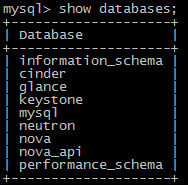 mysql> show databases;
+--------------------+
| Database           |
+--------------------+
| information_schema |
| cinder             |
| glance             |
| keystone           |
| mysql              |
| neutron            |
| nova               |
| nova_api           |
| performance_schema |
+--------------------+